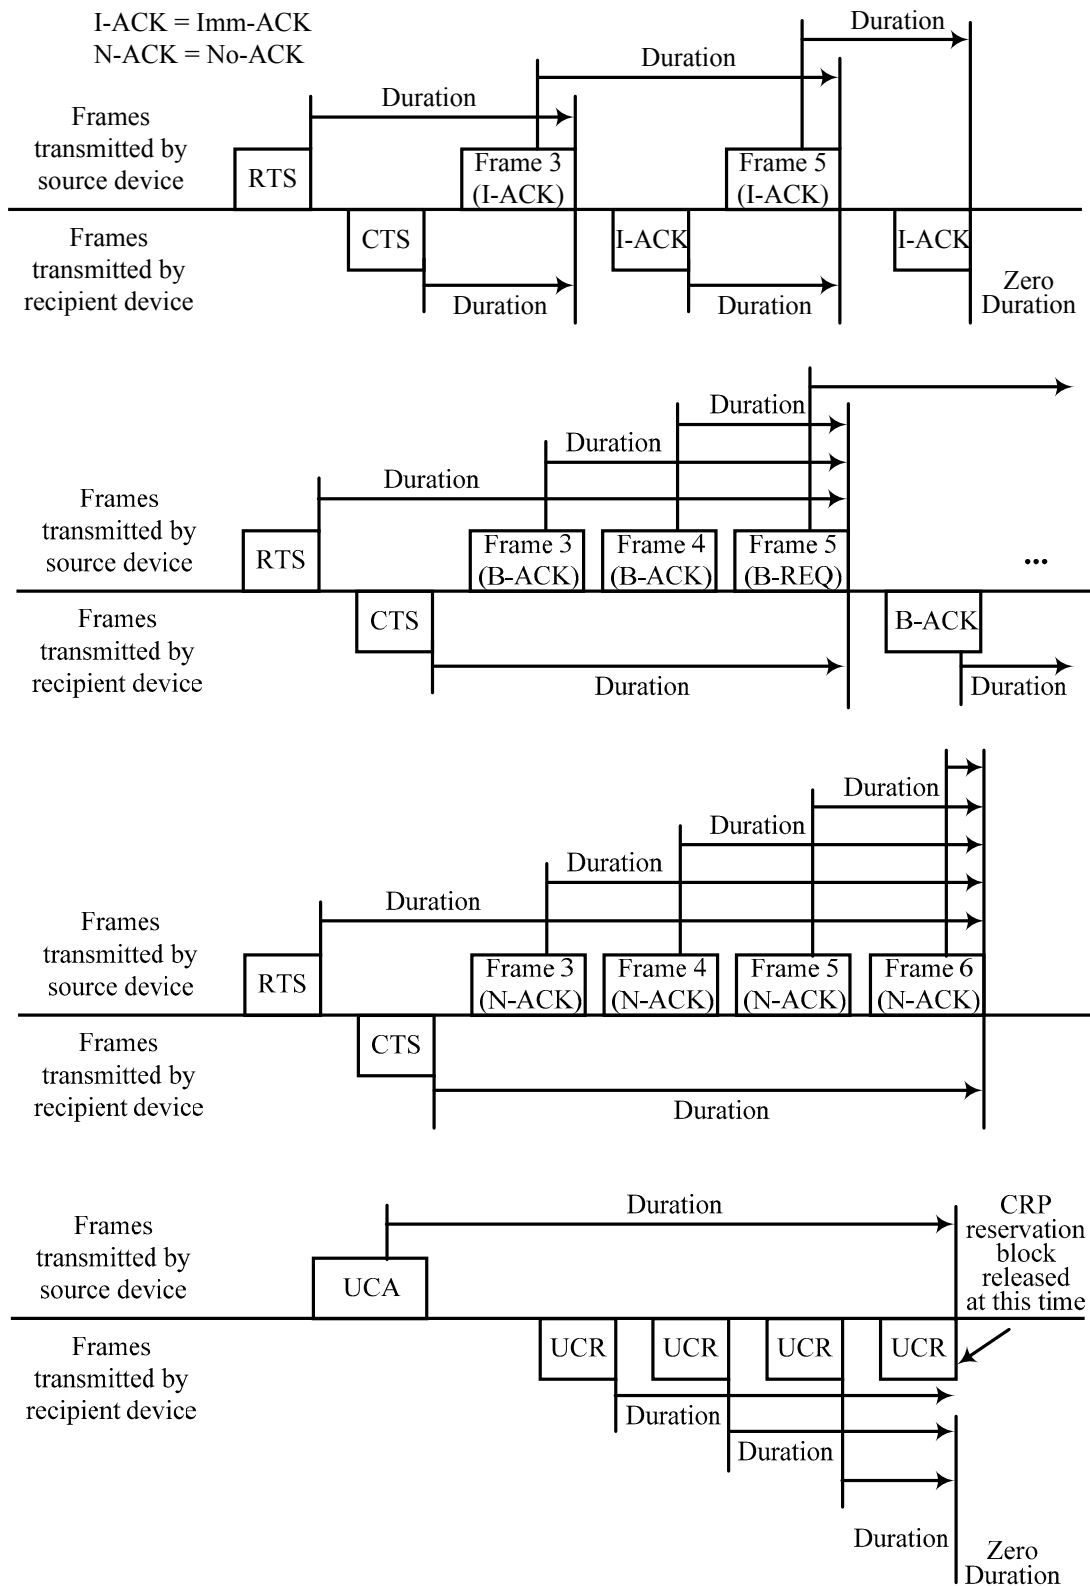 I-ACK = Imm-ACK
N-ACK = No-ACK
Duration
Duration
Duration
Frames
transmitted by
source device
RTS
Frame 3
(I-ACK)
Frame 5
(I-ACK)
Frames
transmitted by
recipient device
CTS
I-ACK
I-ACK
Duration
Duration
Zero
Duration
Duration
Duration
Duration
Frames
transmitted by
source device
RTS
Frame 3
(B-ACK)
Frame 4
(B-ACK)
Frame 5
(B-REQ)
...
Frames
transmitted by
recipient device
CTS
B-ACK
Duration
Duration
Duration
Duration
Duration
Duration
Frames
transmitted by
source device
RTS
Frame 3
(N-ACK)
Frame 4
(N-ACK)
Frame 5
(N-ACK)
Frame 6
(N-ACK)
Frames
transmitted by
recipient device
CTS
Duration
Duration
CRP
reservation
block
released
at this time
Frames
transmitted by
source device
UCA
Frames
transmitted by
recipient device
UCR
UCR
UCR
UCR
Duration
Duration
Duration
Zero
Duration